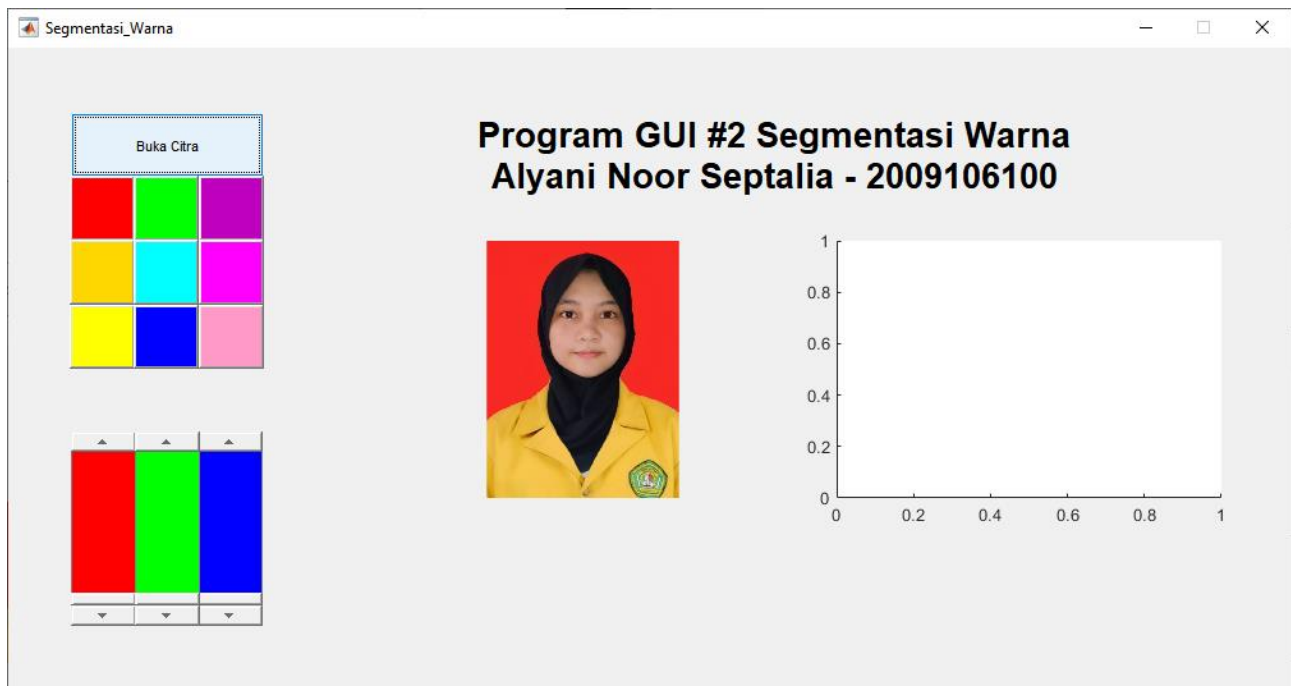 Segmentasi_Warna
Buka Citra
Program GUI #2 Segmentasi Warna
Alyani Noor Septalia - 2009106100
1
0.8
0.6
0.4
0.2
0
0 0.2 0.4 0.6 0.8 1